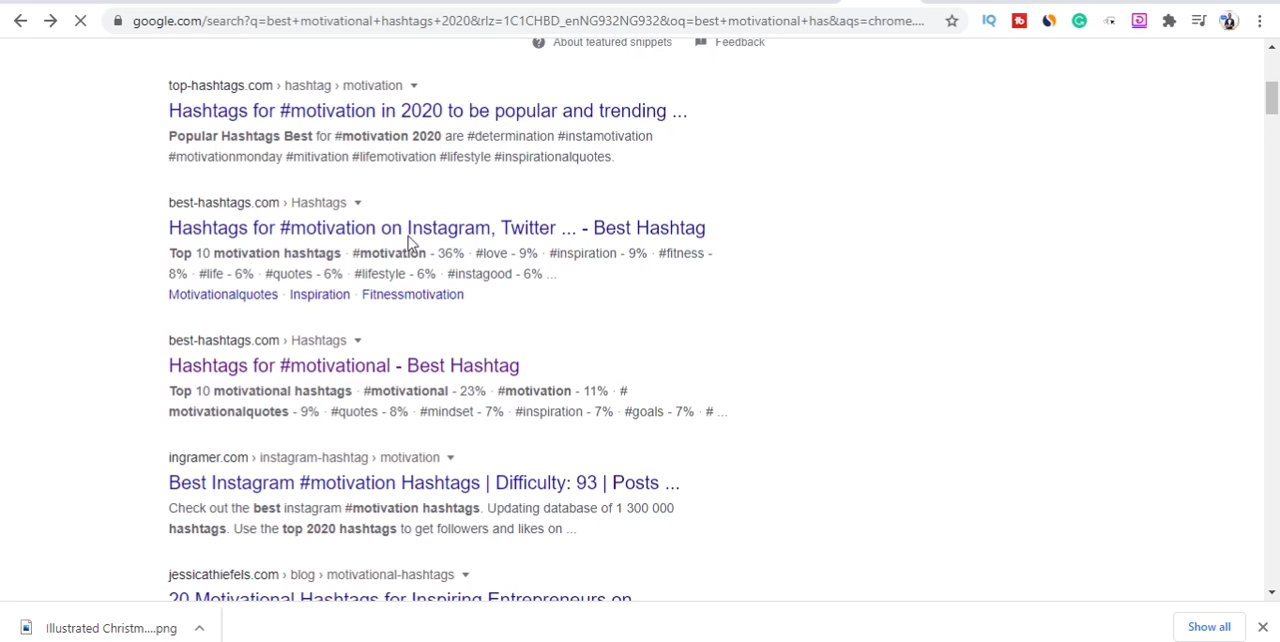 google.com/search?q=best+motivational+hashtags+2020&rlz=1C1CHBD_enNG932NG932&oq=best+motivational+has&aqs=chrome....
IQ
About featured snippets Feedback
top-hashtags.com › hashtag › motivation
Hashtags for #motivation in 2020 to be popular and trending ...
Popular Hashtags Best for #motivation 2020 are #determination #instamotivation
#motivationmonday #mitivation #lifemotivation #lifestyle #inspirationalquotes.
best-hashtags.com › Hashtags
Hashtags for #motivation on Instagram, Twitter ... - Best Hashtag
Top 10 motivation hashtags · #motivation - 36% · #love - 9% · #inspiration - 9% · #fitness -
8% · #life - 6% · #quotes - 6% · #lifestyle - 6% · #instagood - 6% ...
Motivationalquotes · Inspiration · Fitnessmotivation
best-hashtags.com › Hashtags
Hashtags for #motivational - Best Hashtag
Top 10 motivational hashtags · #motivational - 23% · #motivation - 11% · #
motivationalquotes - 9% · #quotes - 8% · #mindset - 7% · #inspiration - 7% · #goals - 7% · # ...
ingramer.com › instagram-hashtag › motivation
Best Instagram #motivation Hashtags | Difficulty: 93 | Posts ...
Check out the best instagram #motivation hashtags. Updating database of 1 300 000
hashtags. Use the top 2020 hashtags to get followers and likes on ...
jessicathiefels.com › blog › motivational-hashtags
20 Motivational Hashtags for Inspiring Entrepreneurs on
Illustrated Christm....png
Show all